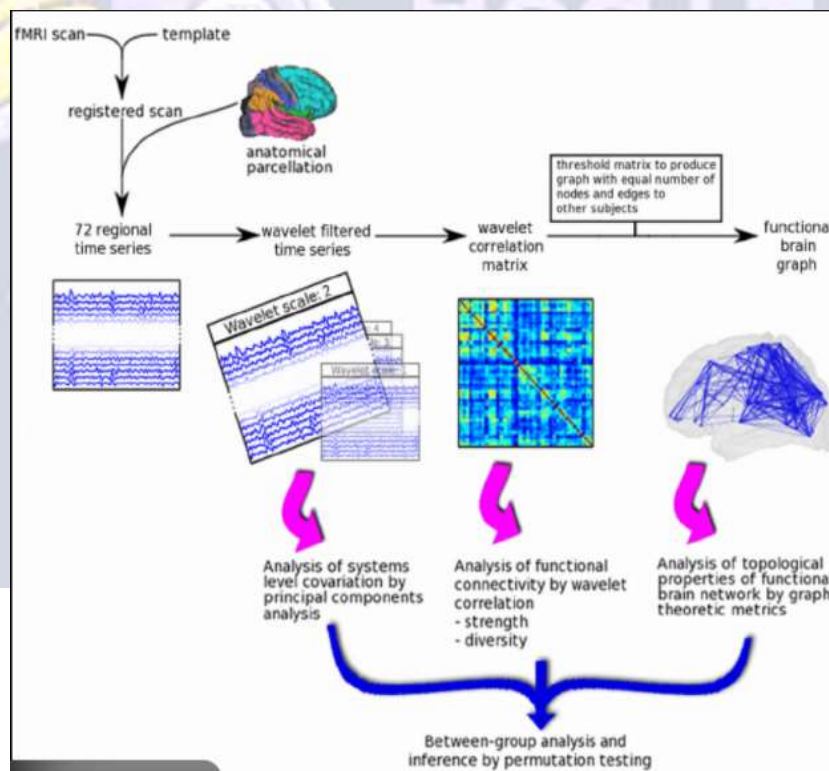 fMRI scan
template
registered scan
anatomical
parcellation
threshold matrix to produce
graph with equal number of
nodes and edges to
other subjects
72 regional
time series
wavelet filtered
time series
wavelet
correlation
matrix
functiona
brain
graph
Wavelet scale: 2
Analysis of systems
level covariation by
principal components
analysis
Analysis of functional
connectivity by wavelet
correlation
- strength
- diversity
Analysis of topological
properties of functiona
brain network by graph
theoretic metrics
Between-group analysis and
inference by permutation testing